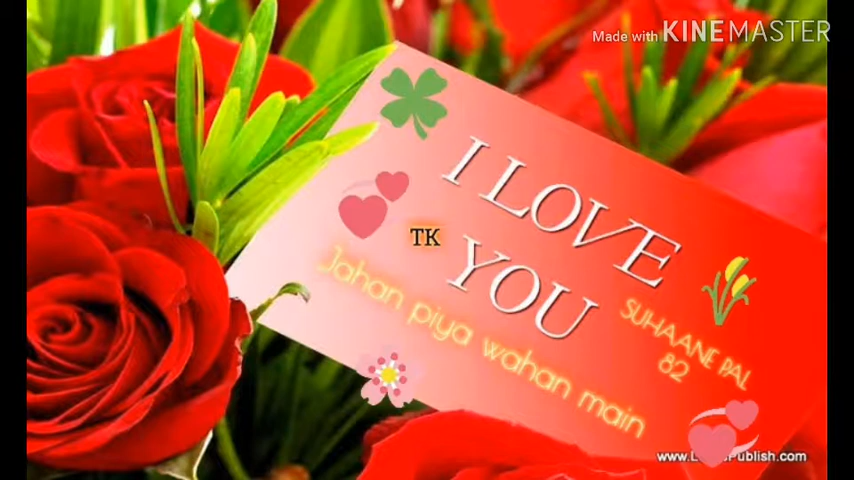 Made with KINEMASTER
I LOVE
YOU
TK
Jahan piya wahan main
SUHAANE PAL
82